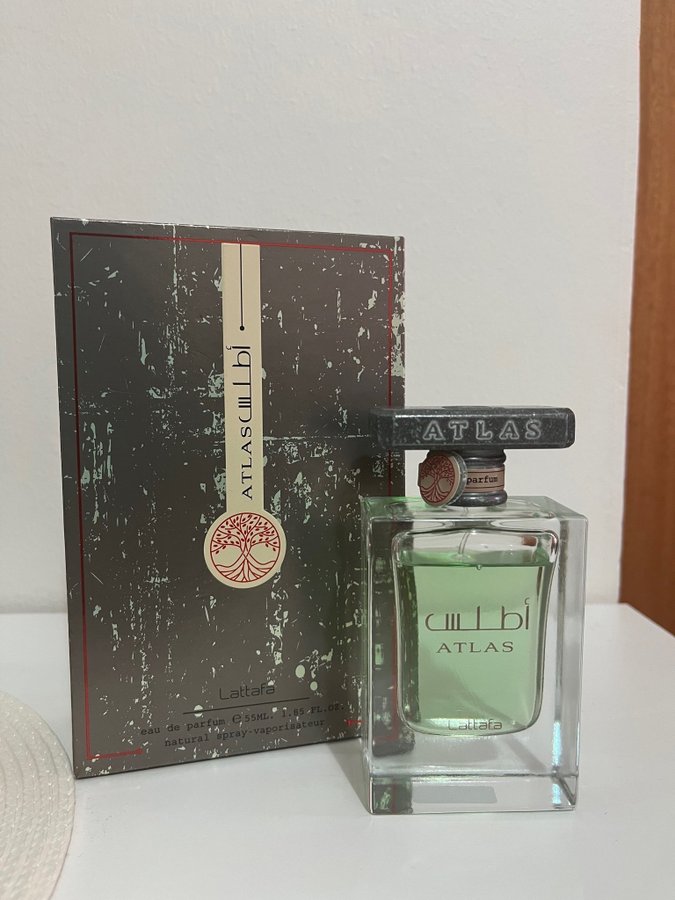 أطلس
ATLAS
Lattafa
eau de parfum ℮ 55ML. 1.85 FL.OZ.
natural spray-vaporisateur
ATLAS
parfum
أطلس
ATLAS
Lattafa